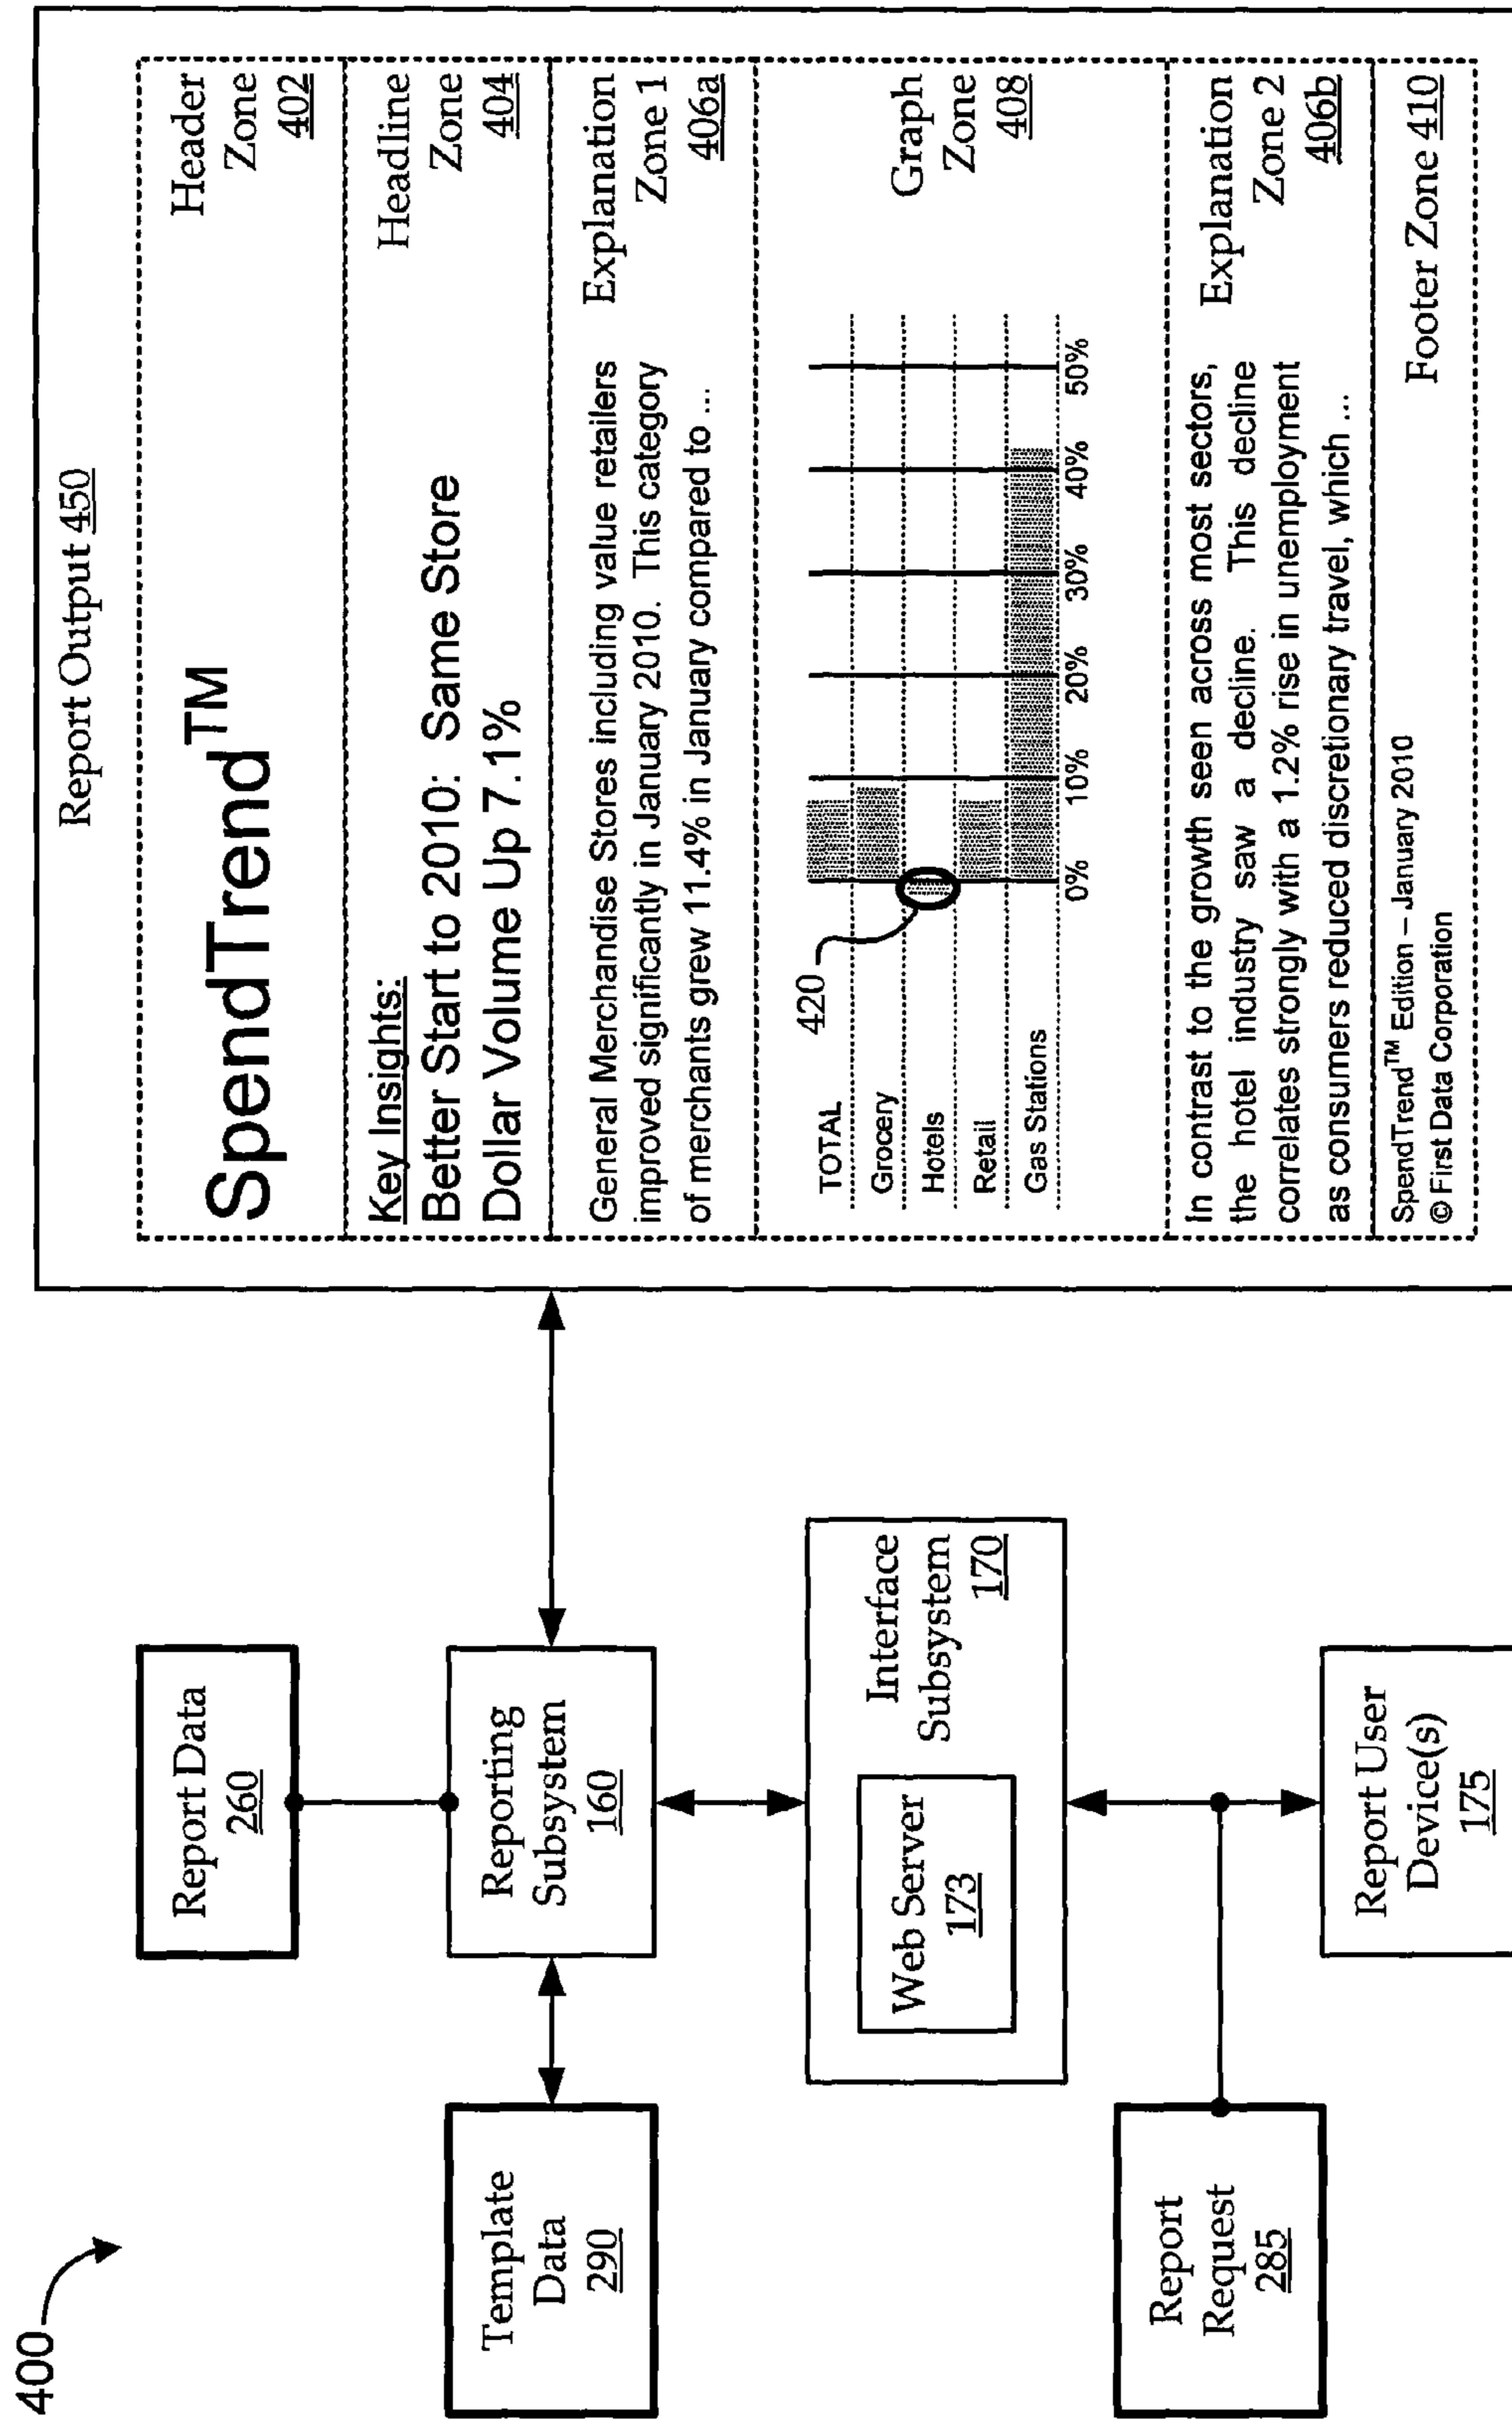 400
Report Data
260
Template
Data
290
Reporting
Subsystem
160
Interface
Subsystem
170
Web Server
173
Report
Request
285
Report User
Device(s)
175
Report Output 450
SpendTrend™
Header
Zone
402
Key Insights:
Better Start to 2010: Same Store
Dollar Volume Up 7.1%
Headline
Zone
404
General Merchandise Stores including value retailers
improved significantly in January 2010. This category
of merchants grew 11.4% in January compared to ...
Explanation
Zone 1
406a
420
TOTAL
Grocery
Hotels
Retail
Gas Stations
0% 10% 20% 30% 40% 50%
Graph
Zone
408
In contrast to the growth seen across most sectors,
the hotel industry saw a decline. This decline
correlates strongly with a 1.2% rise in unemployment
as consumers reduced discretionary travel, which ...
Explanation
Zone 2
406b
SpendTrend™ Edition – January 2010
© First Data Corporation
Footer Zone 410